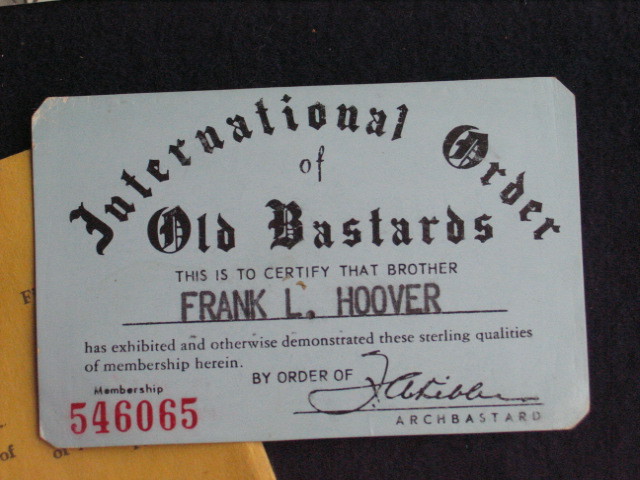 International Order
of
Old Bastards
THIS IS TO CERTIFY THAT BROTHER
FRANK L. HOOVER
has exhibited and otherwise demonstrated these sterling qualities
of membership herein.
BY ORDER OF
Membership
546065
ARCHBASTARD
of